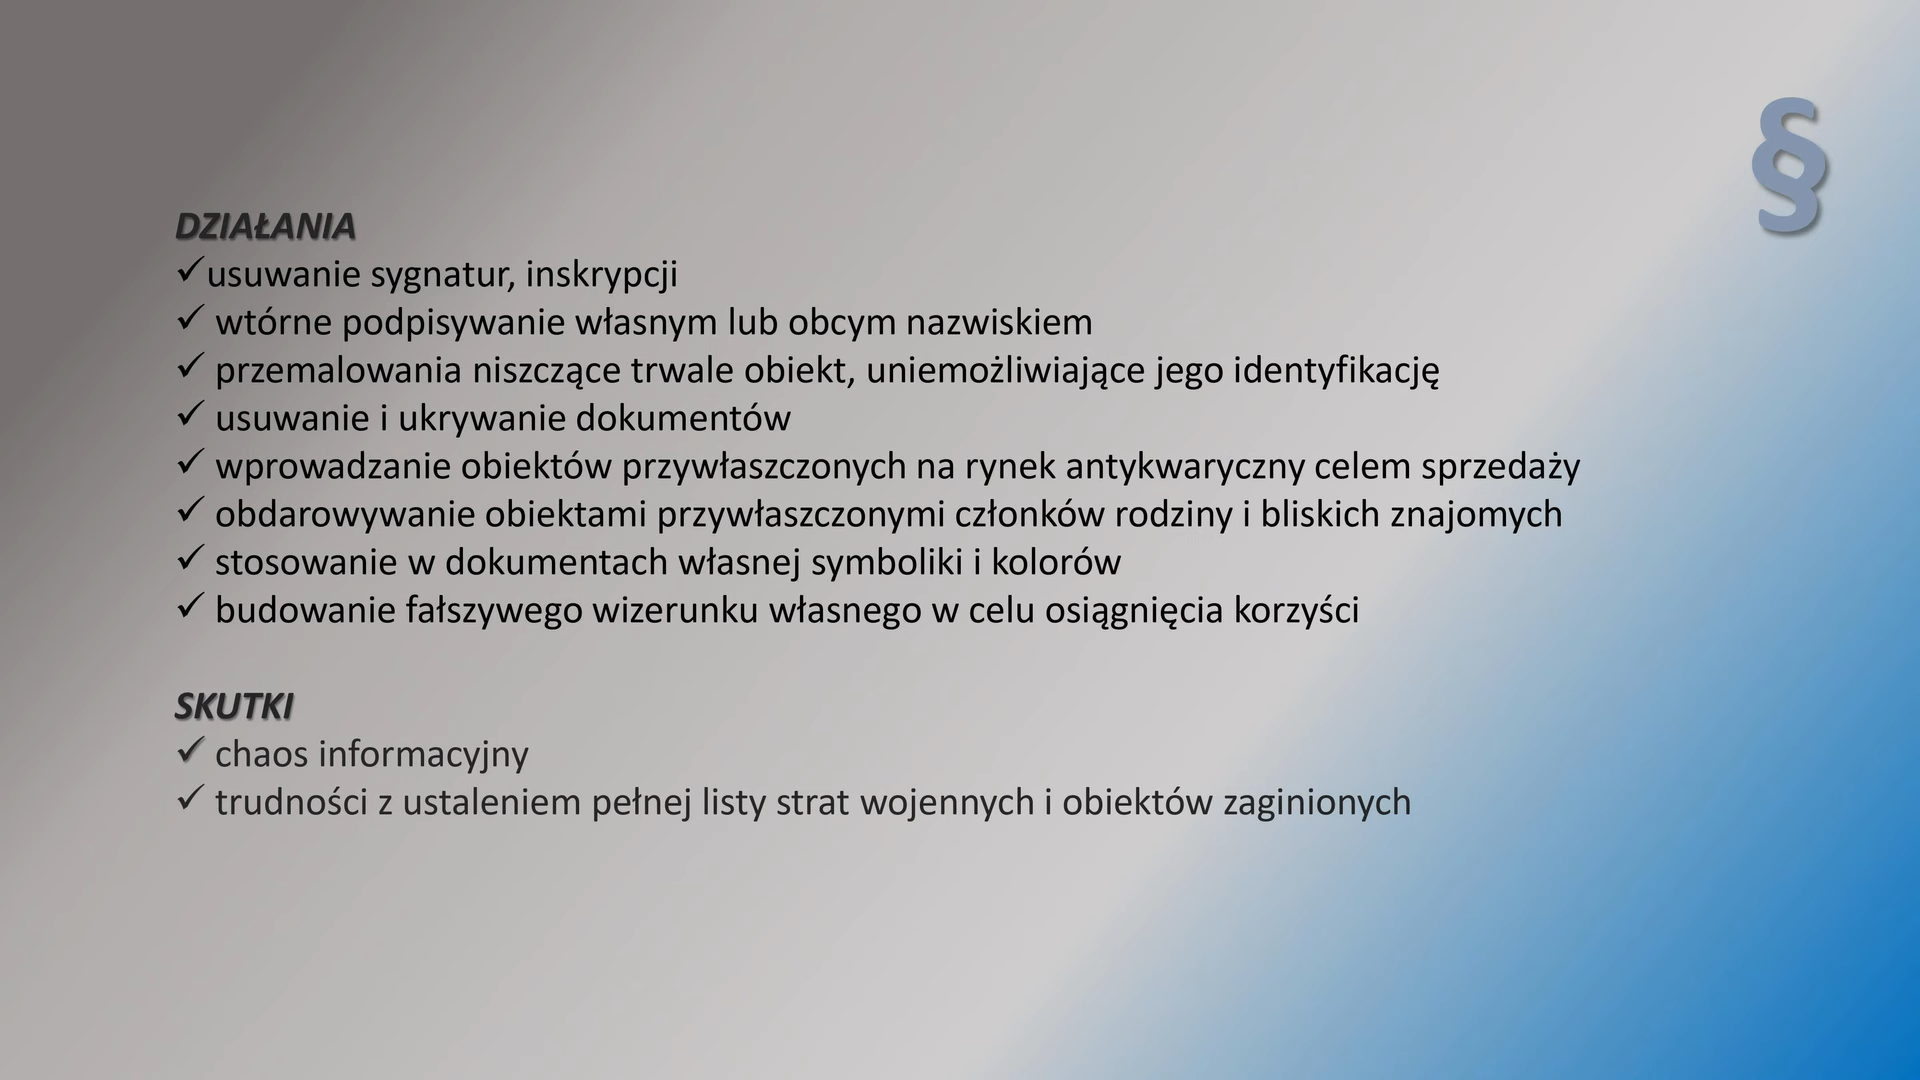 §
DZIAŁANIA
✓usuwanie sygnatur, inskrypcji
✓ wtórne podpisywanie własnym lub obcym nazwiskiem
✓ przemalowania niszczące trwale obiekt, uniemożliwiające jego identyfikację
✓ usuwanie i ukrywanie dokumentów
✓ wprowadzanie obiektów przywłaszczonych na rynek antykwaryczny celem sprzedaży
✓ obdarowywanie obiektami przywłaszczonymi członków rodziny i bliskich znajomych
✓ stosowanie w dokumentach własnej symboliki i kolorów
✓ budowanie fałszywego wizerunku własnego w celu osiągnięcia korzyści
SKUTKI
✓ chaos informacyjny
✓ trudności z ustaleniem pełnej listy strat wojennych i obiektów zaginionych